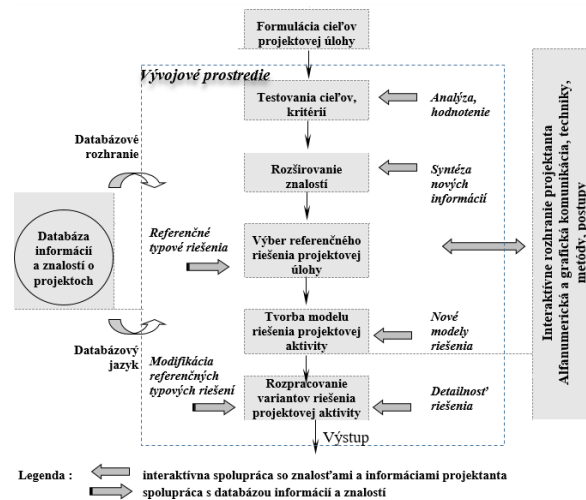 Formulácia cieľov
projektovej úlohy
Vývojové prostredie
Testovania cieľov,
kritérií
Analýza,
hodnotenie
Databázové
rozhranie
Rozširovanie
znalostí
Syntéza
nových
informácií
Databáza
informácií
a znalostí o
projektoch
Referenčné
typové riešenia
Výber referenčného
riešenia projektovej
úlohy
Interaktívne rozhranie projektanta
Alfanumerická a grafická komunikácia, techniky,
metódy, postupy
Databázový
jazyk
Tvorba modelu
riešenia projektovej
aktivity
Nové
modely
riešenia
Modifikácia
referenčných
typových riešení
Rozpracovanie
variantov riešenia
projektovej aktivity
Detailnosť
riešenia
Výstup
Legenda :
interaktívna spolupráca so znalosťami a informáciami projektanta
spolupráca s databázou informácií a znalostí